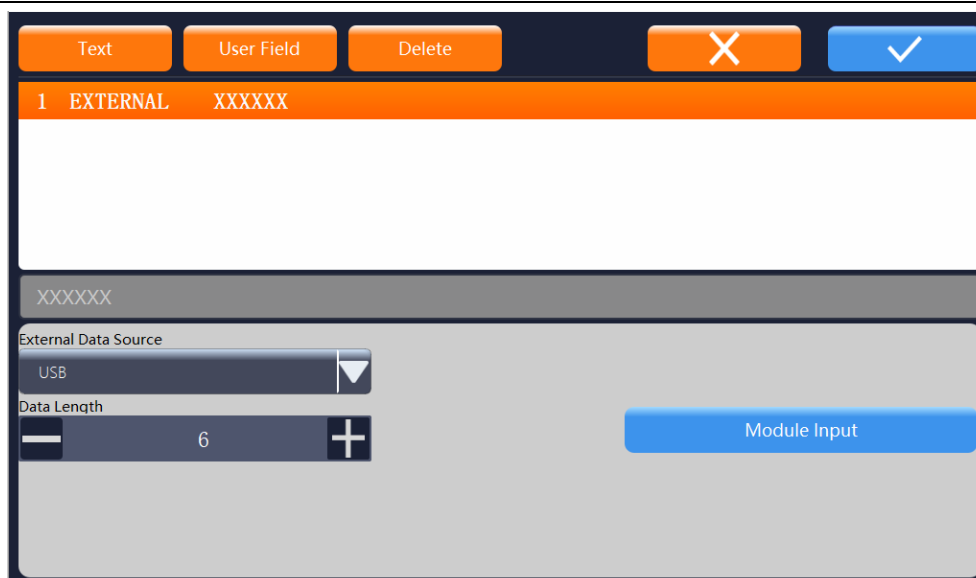 Text User Field Delete
1 EXTERNAL XXXXXX
XXXXXX
External Data Source
USB
Data Length
6
Module Input